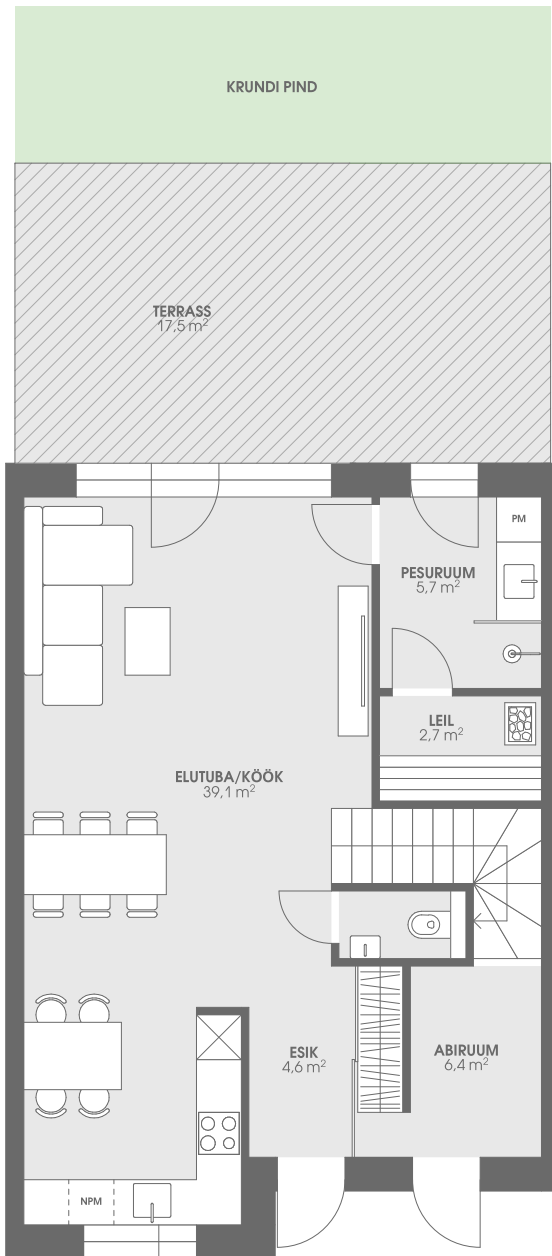 KRUNDI PIND
TERRASS
17,5 m²
PM
PESURUUM
5,7 m²
LEIL
2,7 m²
ELUTUBA/KÖÖK
39,1 m²
ESIK
4,6 m²
ABIRUUM
6,4 m²
NPM